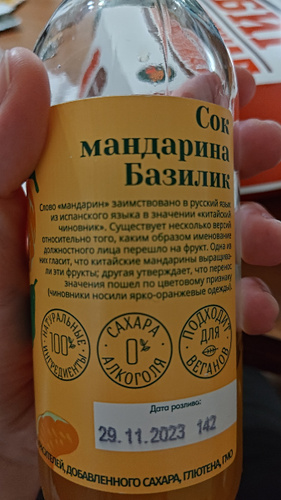 Сок
мандарина
Базилик
Слово «мандарин» заимствовано в русский язык
из испанского языка в значении «китайский
чиновник». Существует несколько версий
относительно того, каким образом именование
должностного лица перешло на фрукт. Одна из
них гласит, что китайские мандарины выращива-
ли эти фрукты; другая утверждает, что перенос
значения пошел по цветовому признаку
(чиновники носили ярко-оранжевые одежды).
НАТУРАЛЬНЫЕ
100%
ИНГРЕДИЕНТЫ
САХАРА
0%
АЛКОГОЛЯ
ПОДХОДИТ
ДЛЯ
ВЕГАНОВ
Дата розлива:
29.11.2023 142
ДОБАВЛЕННОГО САХАРА, ГЛЮТЕНА, ГМО